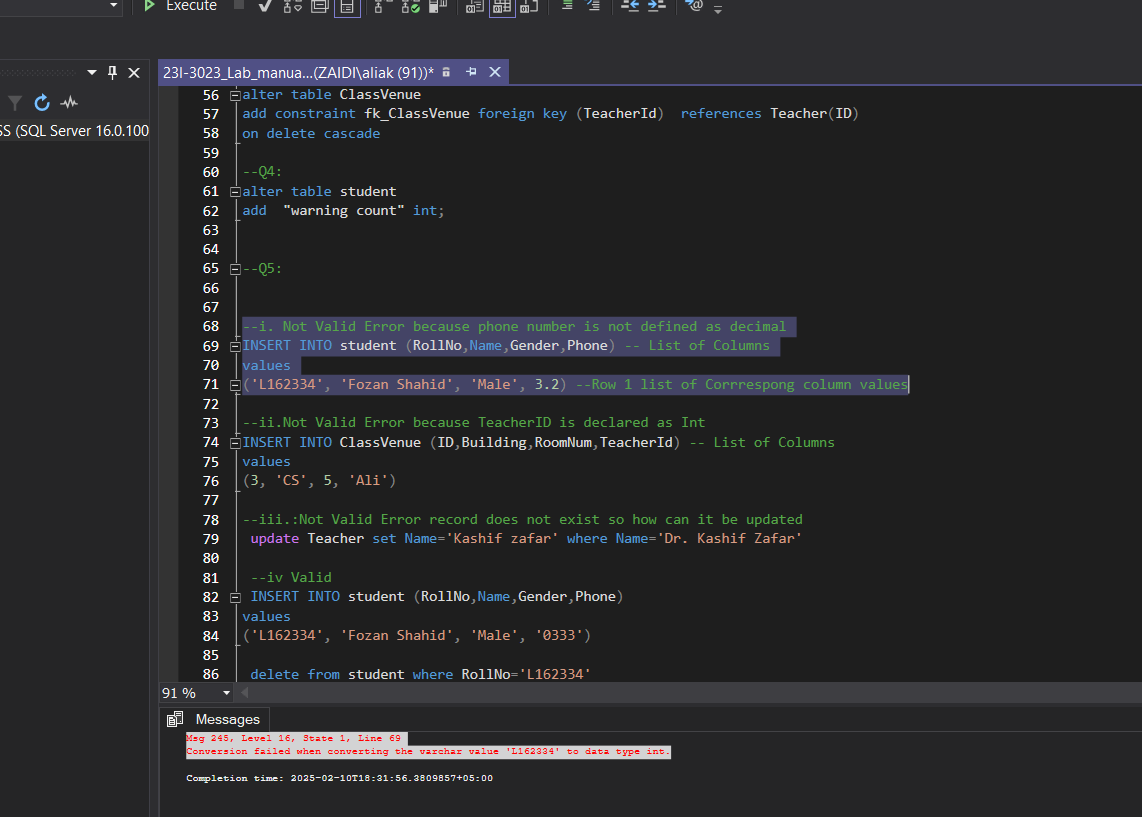 Execute
23I-3023_Lab_manua...(ZAIDI\aliak (91))*
SS (SQL Server 16.0.100
56 alter table ClassVenue
57 add constraint fk_ClassVenue foreign key (TeacherId)  references Teacher(ID)
58 on delete cascade
59
60 --Q4:
61 alter table student
62 add  "warning count" int;
63
64
65 --Q5:
66
67
68 --i. Not Valid Error because phone number is not defined as decimal
69 INSERT INTO student (RollNo,Name,Gender,Phone) -- List of Columns
70 values
71 ('L162334', 'Fozan Shahid', 'Male', 3.2) --Row 1 list of Corrrespong column values
72
73 --ii.Not Valid Error because TeacherID is declared as Int
74 INSERT INTO ClassVenue (ID,Building,RoomNum,TeacherId) -- List of Columns
75 values
76 (3, 'CS', 5, 'Ali')
77
78 --iii.:Not Valid Error record does not exist so how can it be updated
79 update Teacher set Name='Kashif zafar' where Name='Dr. Kashif Zafar'
80
81 --iv Valid
82 INSERT INTO student (RollNo,Name,Gender,Phone)
83 values
84 ('L162334', 'Fozan Shahid', 'Male', '0333')
85
86 delete from student where RollNo='L162334'
91 %
Messages
Msg 245, Level 16, State 1, Line 69
Conversion failed when converting the varchar value 'L162334' to data type int.
Completion time: 2025-02-10T18:31:56.3809857+05:00